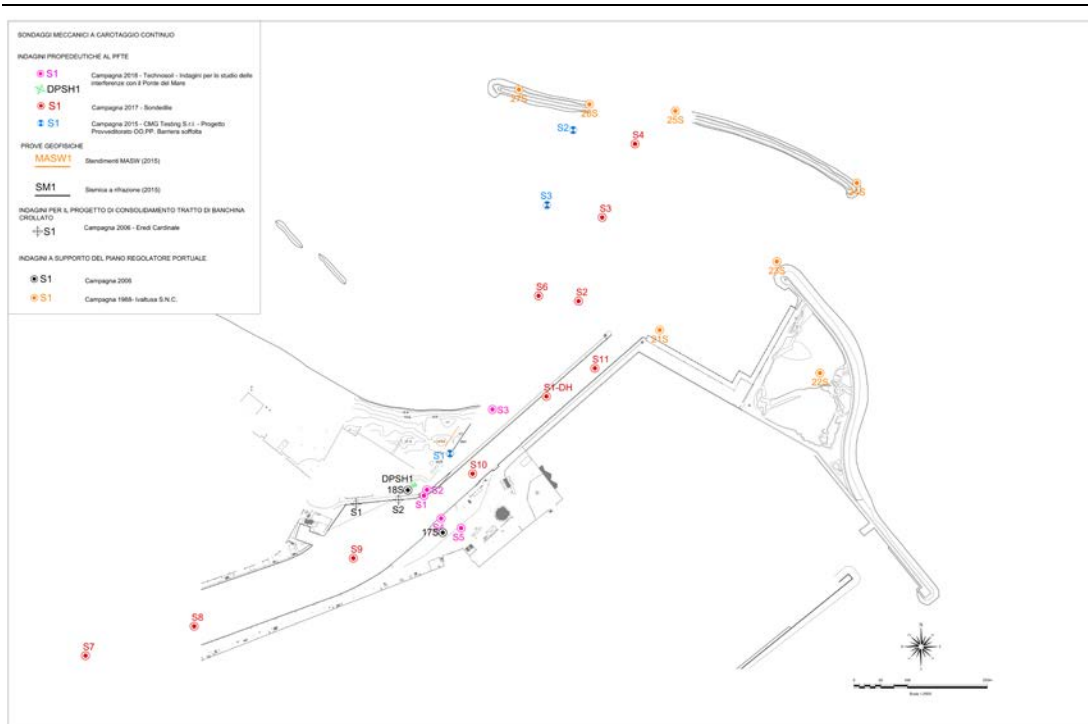 SONDAGGI MECCANICI A CAROTAGGIO CONTINUO
INDAGINI PROPEDEUTICHE AL PFTE
S1
Campagna 2018 - Technosoil - Indagini per lo studio delle
interferenze con il Ponte del Mare
DPSH1
S1
Campagna 2017 - Sondedile
S1
Campagna 2015 - CMG Testing S.r.l. - Progetto
Provveditorato OO.PP. Barriera soffolta
PROVE GEOFISICHE
MASW1
Stendimenti MASW (2015)
SM1
Sismica a rifrazione (2015)
INDAGINI PER IL PROGETTO DI CONSOLIDAMENTO TRATTO DI BANCHINA
CROLLATO
S1
Campagna 2006 - Eredi Cardinale
INDAGINI A SUPPORTO DEL PIANO REGOLATORE PORTUALE
S1
Campagna 2006
S1
Campagna 1988- Ivaltusa S.N.C.
27S
26S
25S
S2
S4
S3
S3
23S
S6
S2
21S
S11
22S
S1-DH
S3
S1
S10
DPSH1
18S
S2
S1
S1
S2
17S
S5
S9
S8
S7
N